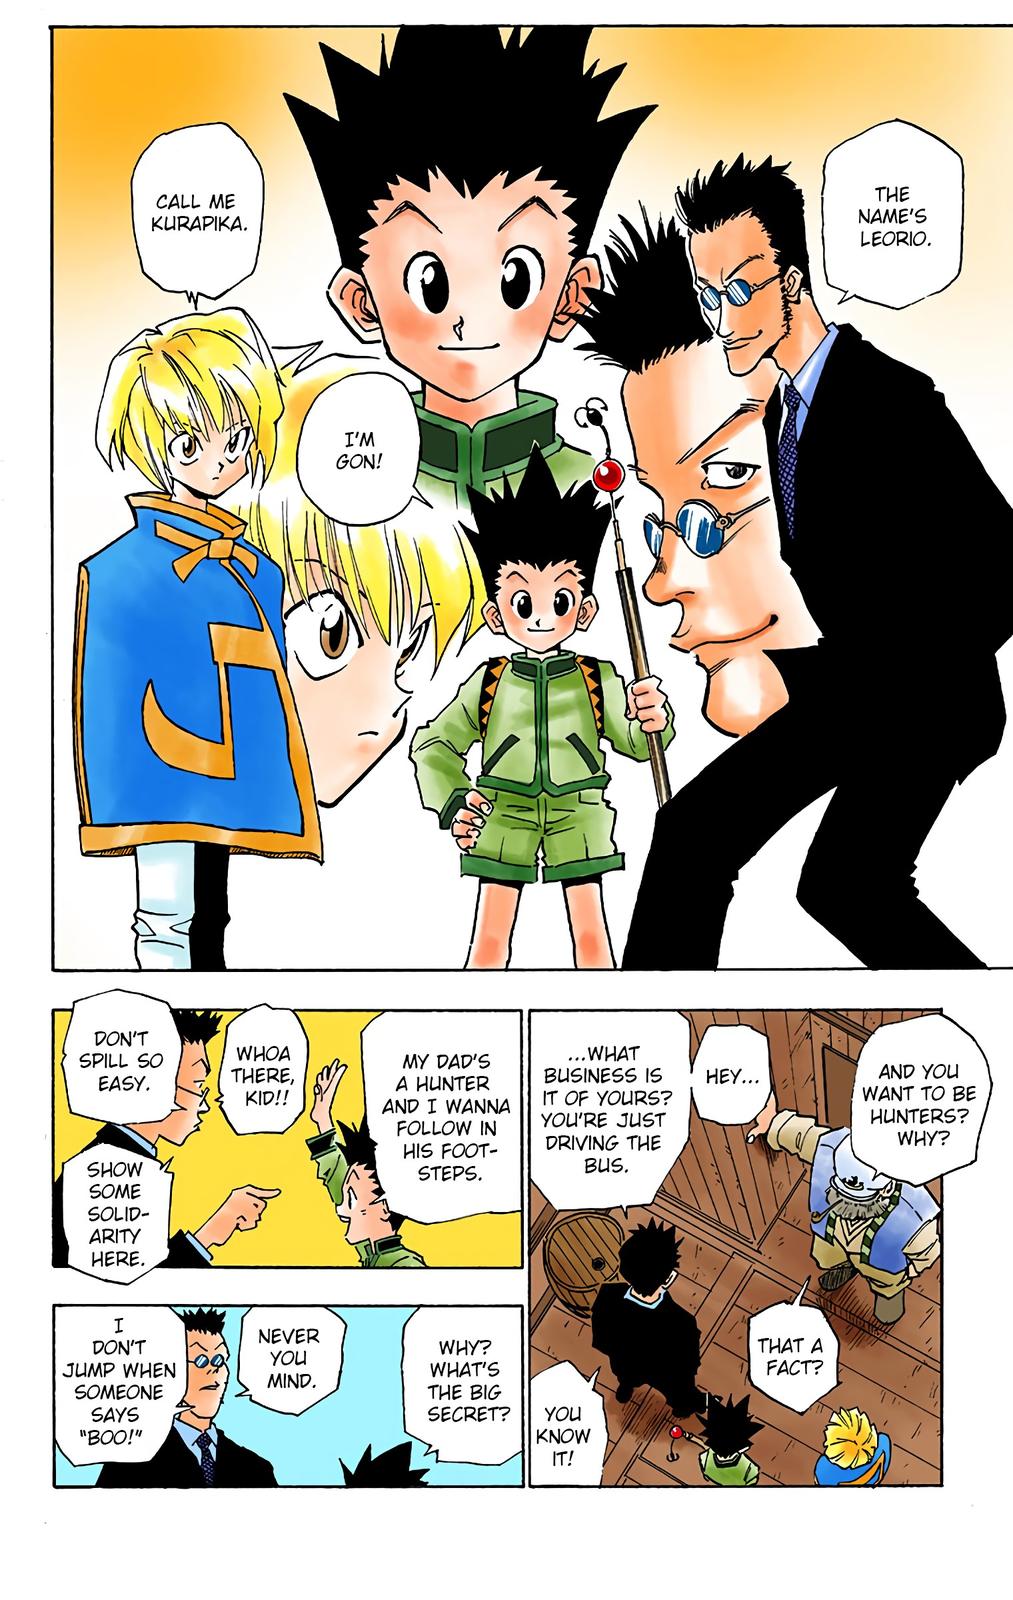 THE
NAME'S
LEORIO.
I'M
GON!
CALL ME
KURAPIKA.
AND YOU
WANT TO BE
HUNTERS?
WHY?
HEY...
...WHAT
BUSINESS IS
IT OF YOURS?
YOU'RE JUST
DRIVING THE
BUS.
THAT A
FACT?
YOU
KNOW
IT!
MY DAD'S
A HUNTER
AND I WANNA
FOLLOW IN
HIS FOOT-
STEPS.
WHOA
THERE,
KID!!
DON'T
SPILL SO
EASY.
SHOW
SOME
SOLID-
ARITY
HERE.
WHY?
WHAT'S
THE BIG
SECRET?
NEVER
YOU
MIND.
I
DON'T
JUMP WHEN
SOMEONE
SAYS
"BOO!"